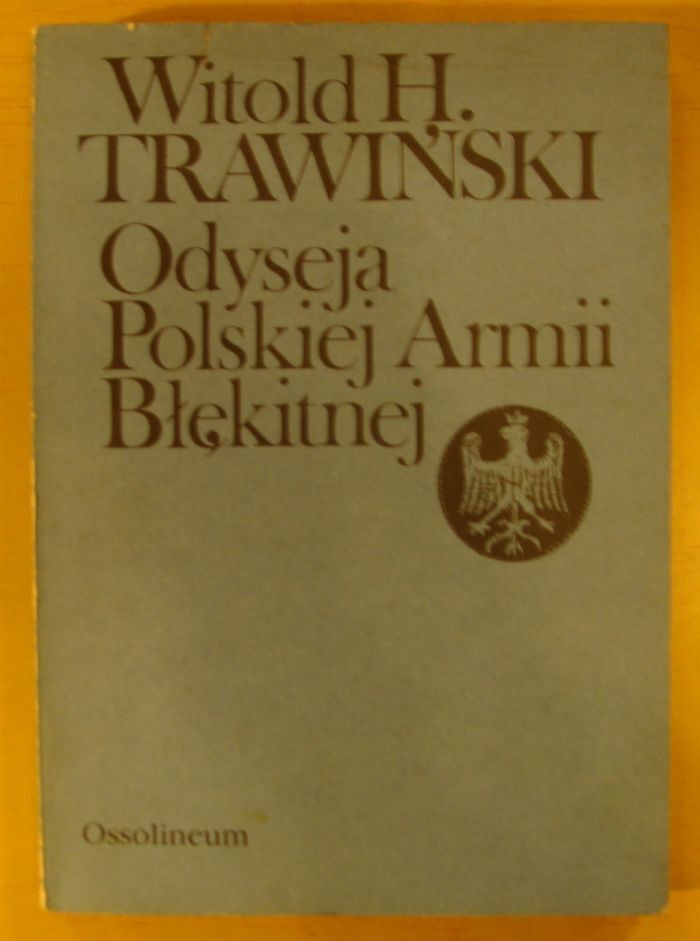 Witold H.
TRAWIŃSKI
Odyseja
Polskiej Armii
Błękitnej
Ossolineum